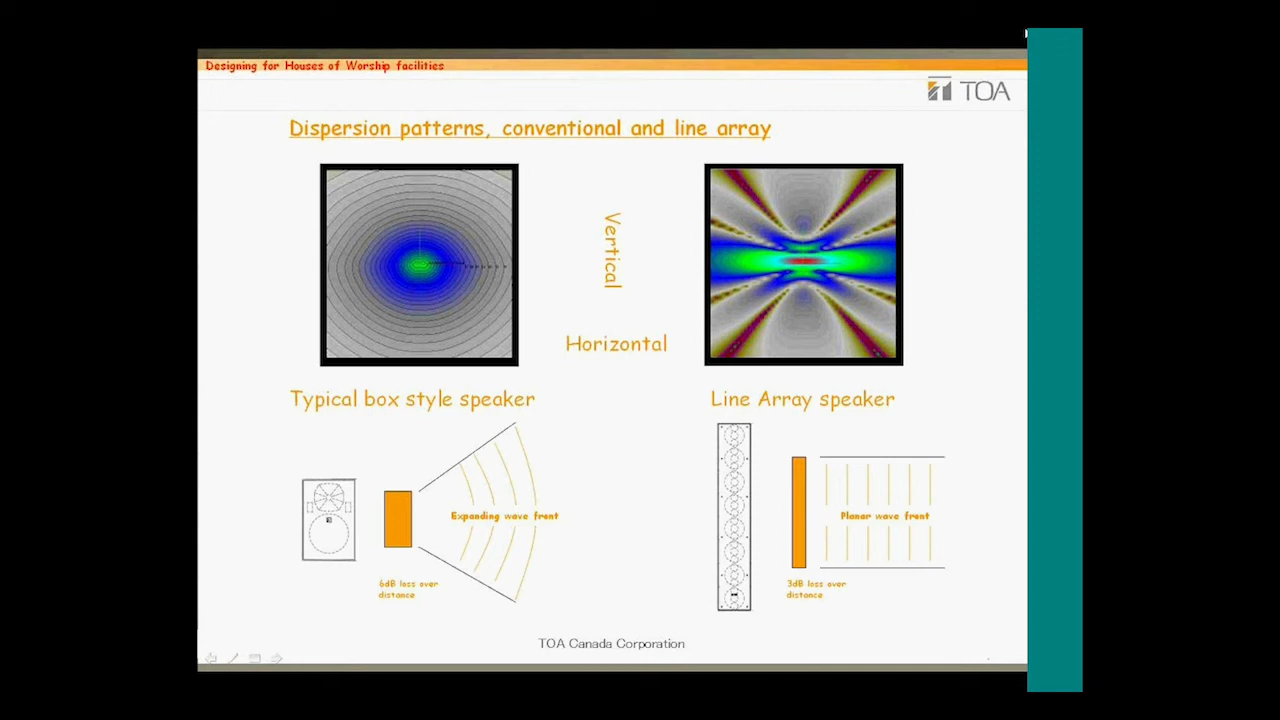 Designing for Houses of Worship facilities
TOA
Dispersion patterns, conventional and line array
Vertical
Horizontal
Typical box style speaker
Line Array speaker
Expanding wave front
Planar wave front
6dB loss over
distance
3dB loss over
distance
TOA Canada Corporation